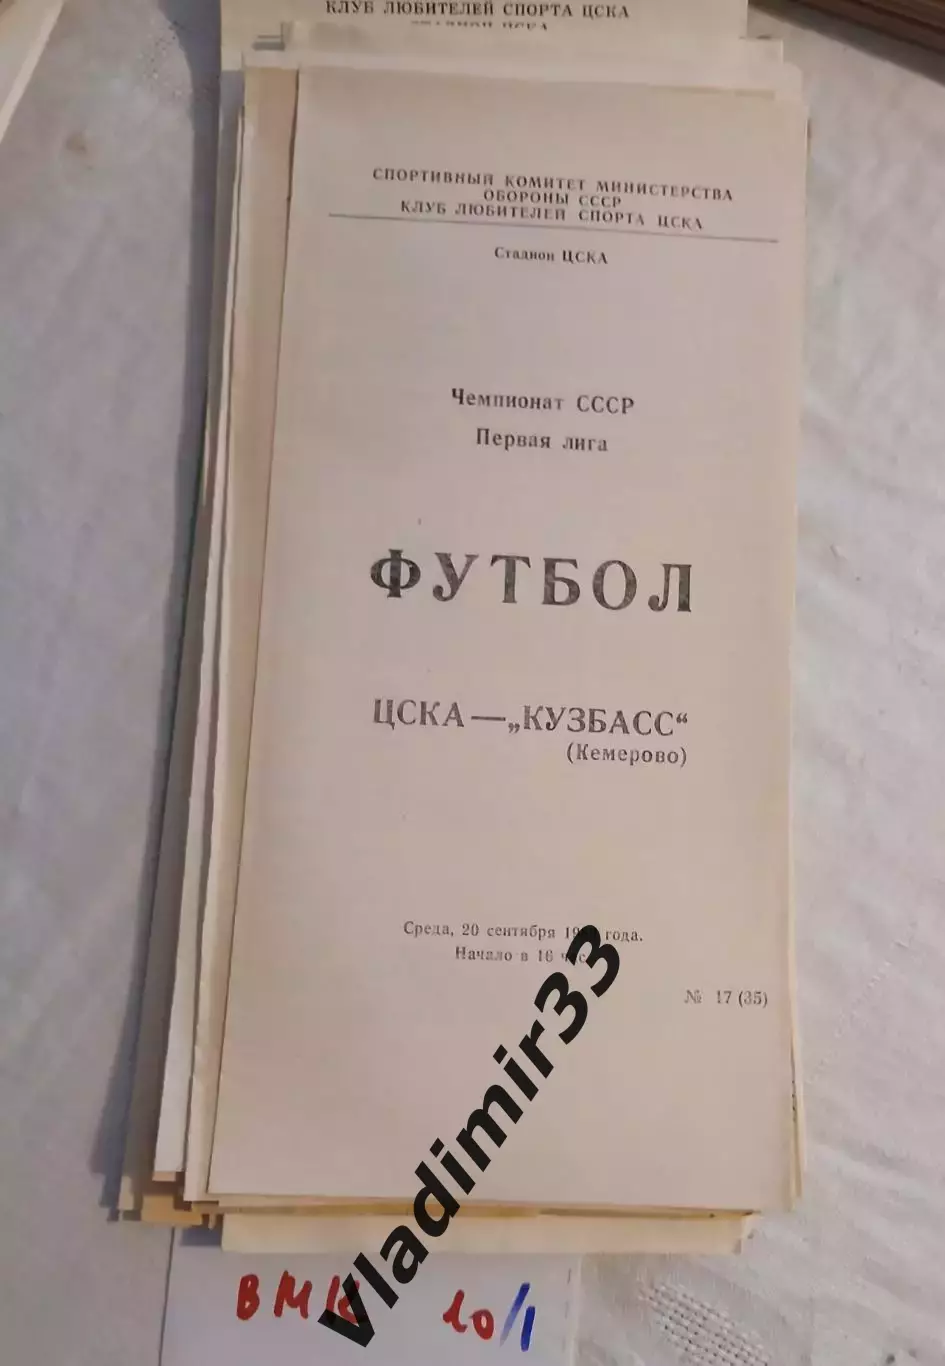 КЛУБ ЛЮБИТЕЛЕЙ СПОРТА ЦСКА
СПОРТИВНЫЙ КОМИТЕТ МИНИСТЕРСТВА
ОБОРОНЫ СССР
КЛУБ ЛЮБИТЕЛЕЙ СПОРТА ЦСКА
Стадион ЦСКА
Чемпионат СССР
Первая лига
ФУТБОЛ
ЦСКА — „КУЗБАСС“
(Кемерово)
Среда, 20 сентября года.
Начало в 16
№ 17 (35)
Vladimir33
10/1